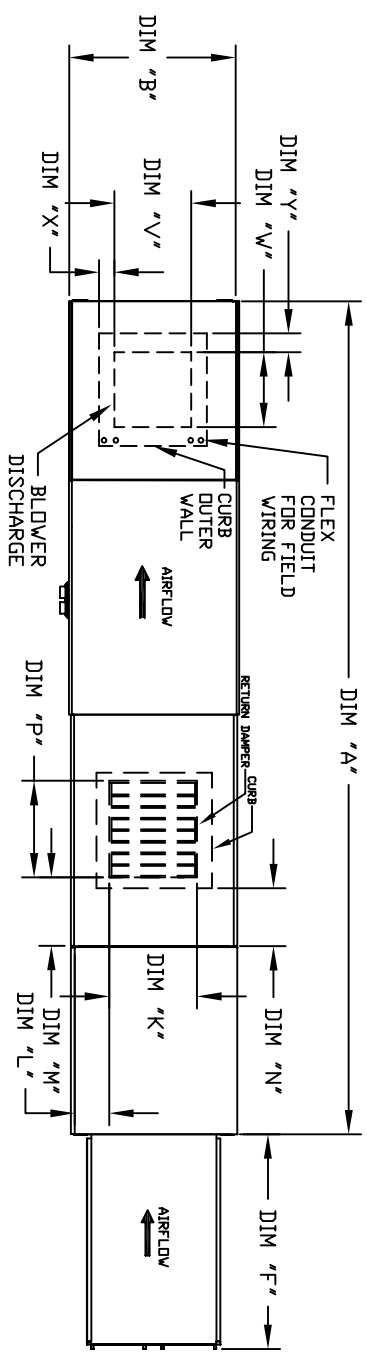 DIM "A"
DIM "F"
FLEX
CONDUIT
FOR FIELD
WIRING
DIM "Y"
DIM "W"
CURB
OUTER
WALL
RETURN DAMPER
CURB
DIM "N"
DIM "V"
DIM "B"
AIRFLOW
AIRFLOW
DIM "K"
DIM "X"
BLOWER
DISCHARGE
DIM "P"
DIM "M"
DIM "L"